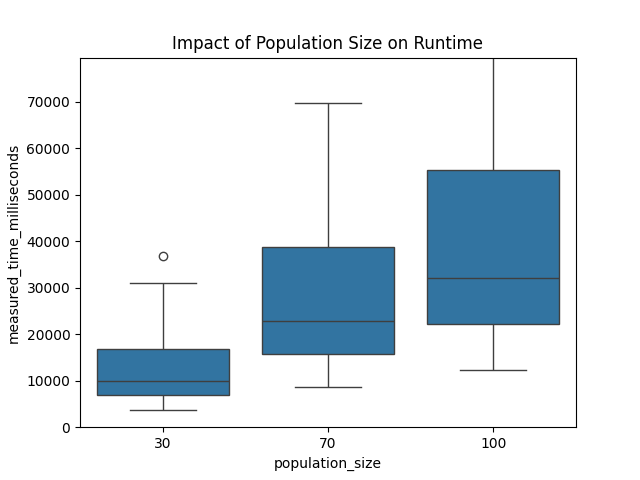 Impact of Population Size on Runtime
measured_time_milliseconds
70000
60000
50000
40000
30000
20000
10000
0
30 70 100
population_size